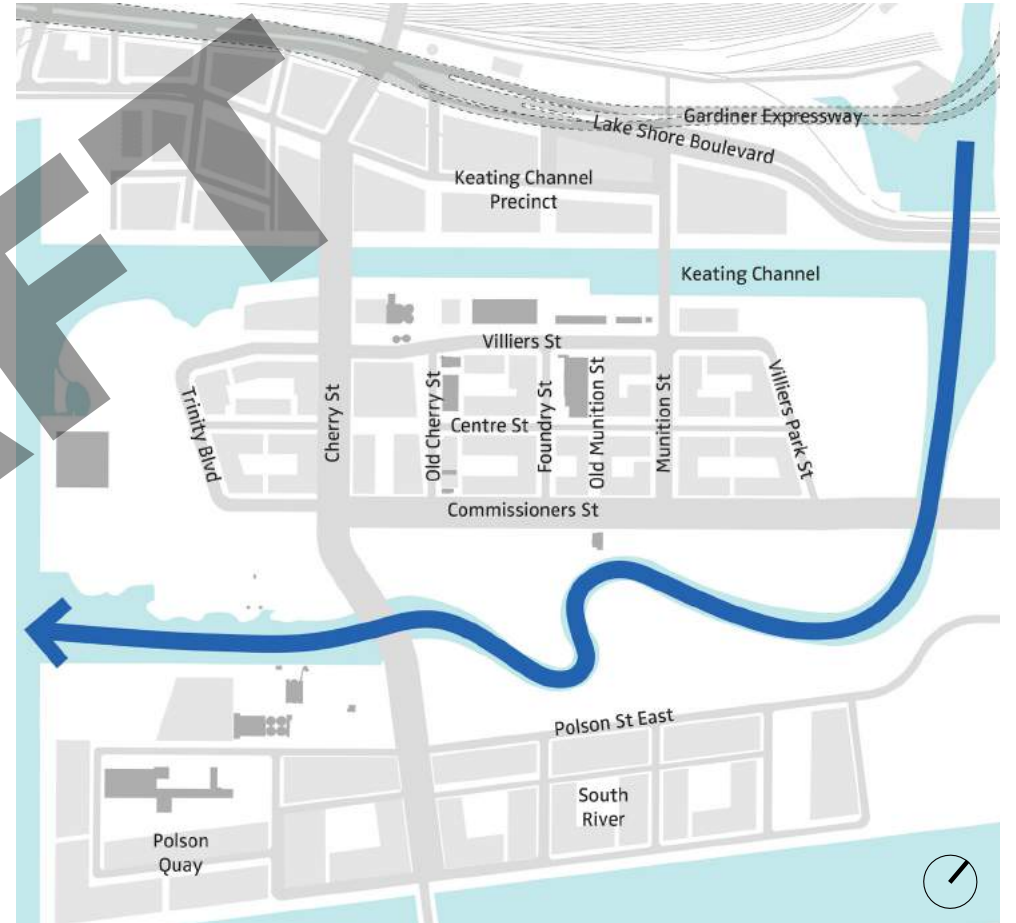 Gardiner Expressway
Lake Shore Boulevard
Keating Channel
Precinct
Keating Channel
Villiers St
Trinity Blvd
Cherry St
Old Cherry St
Centre St
Foundry St
Old Munition St
Munition St
Villiers Park St
Commissioners St
Polson St East
South
River
Polson
Quay
FT